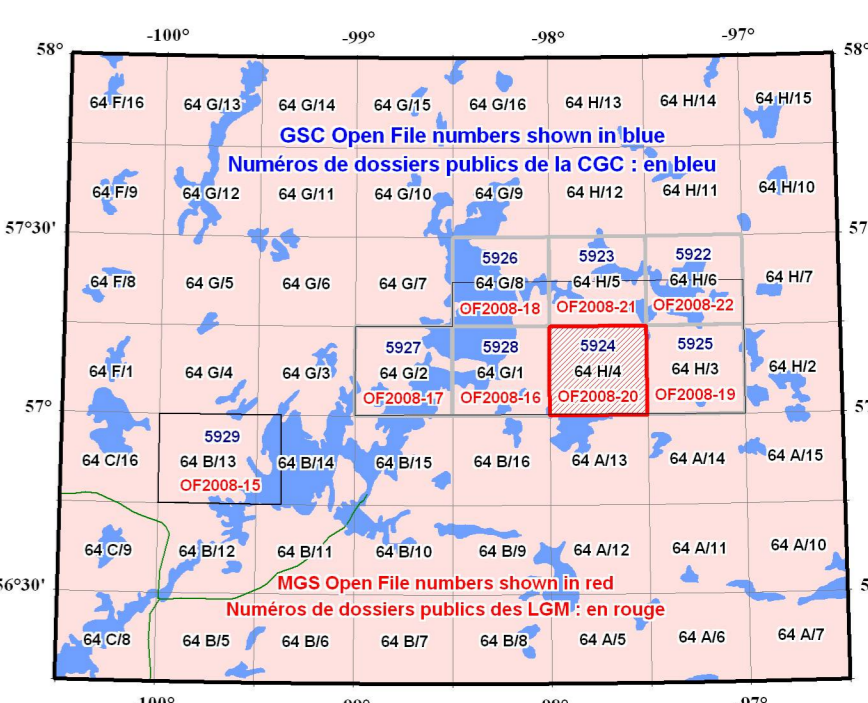 -100° -99° -98° -97°
58° 58°
64 F/16 64 G/13 64 G/14 64 G/15 64 G/16 64 H/13 64 H/14 64 H/15
GSC Open File numbers shown in blue
Numéros de dossiers publics de la CGC : en bleu
64 F/9 64 G/12 64 G/11 64 G/10 64 G/9 64 H/12 64 H/11 64 H/10
57°30' 57
5926 5923 5922
64 F/8 64 G/5 64 G/6 64 G/7 64 G/8 64 H/5 64 H/6 64 H/7
OF2008-18 OF2008-21 OF2008-22
5927 5928 5924 5925
64 F/1 64 G/4 64 G/3 64 G/2 64 G/1 64 H/4 64 H/3 64 H/2
OF2008-17 OF2008-16 OF2008-20 OF2008-19
57° 57
5929
64 C/16 64 B/13 64 B/14 64 B/15 64 B/16 64 A/13 64 A/14 64 A/15
OF2008-15
64 C/9 64 B/12 64 B/11 64 B/10 64 B/9 64 A/12 64 A/11 64 A/10
6°30'
MGS Open File numbers shown in red
Numéros de dossiers publics des LGM : en rouge
64 C/8 64 B/5 64 B/6 64 B/7 64 B/8 64 A/5 64 A/6 64 A/7